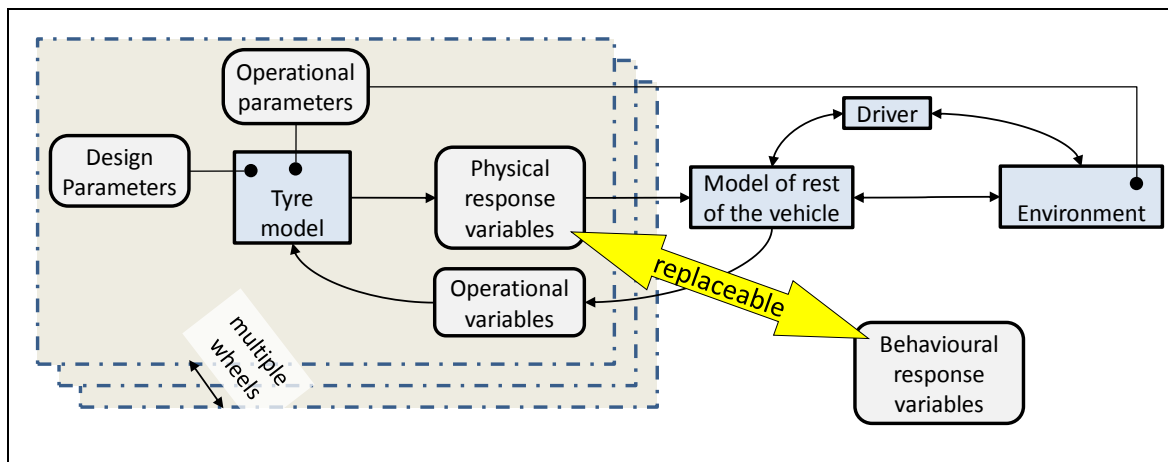 Operational
parameters
Driver
Design
Parameters
Tyre
model
Physical
response
variables
Model of rest
of the vehicle
Environment
Operational
variables
replaceable
multiple
wheels
Behavioural
response
variables